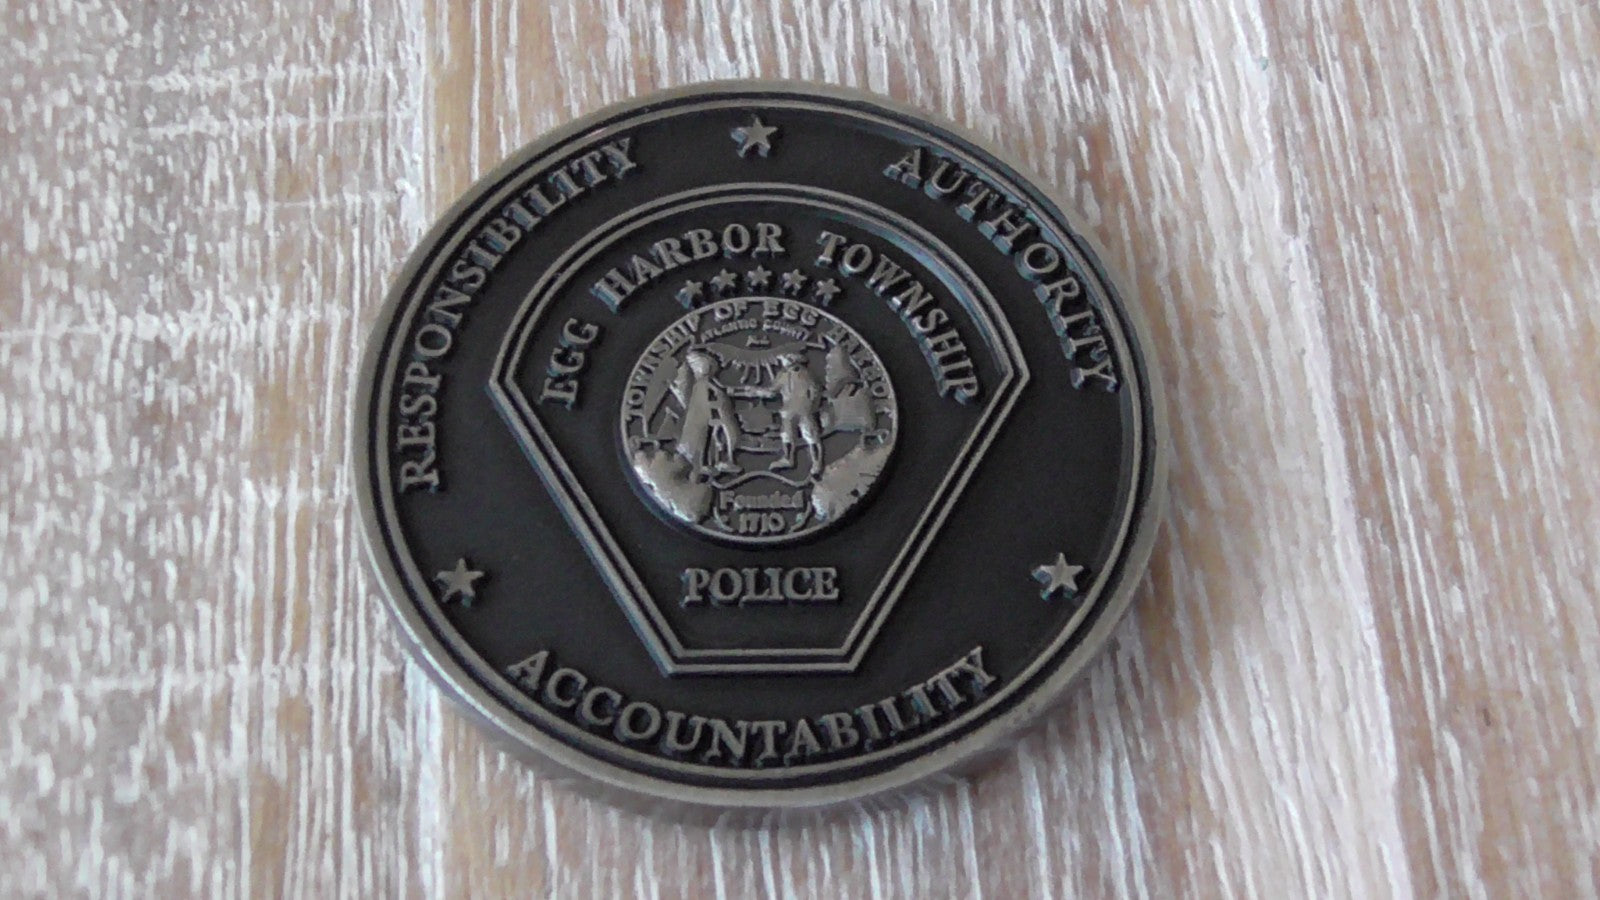 RESPONSIBILITY
AUTHORITY
ACCOUNTABILITY
EGG HARBOR TOWNSHIP
TOWNSHIP OF EGG HARBOR
ATLANTIC COUNTY
N.J.
Founded
1710
POLICE